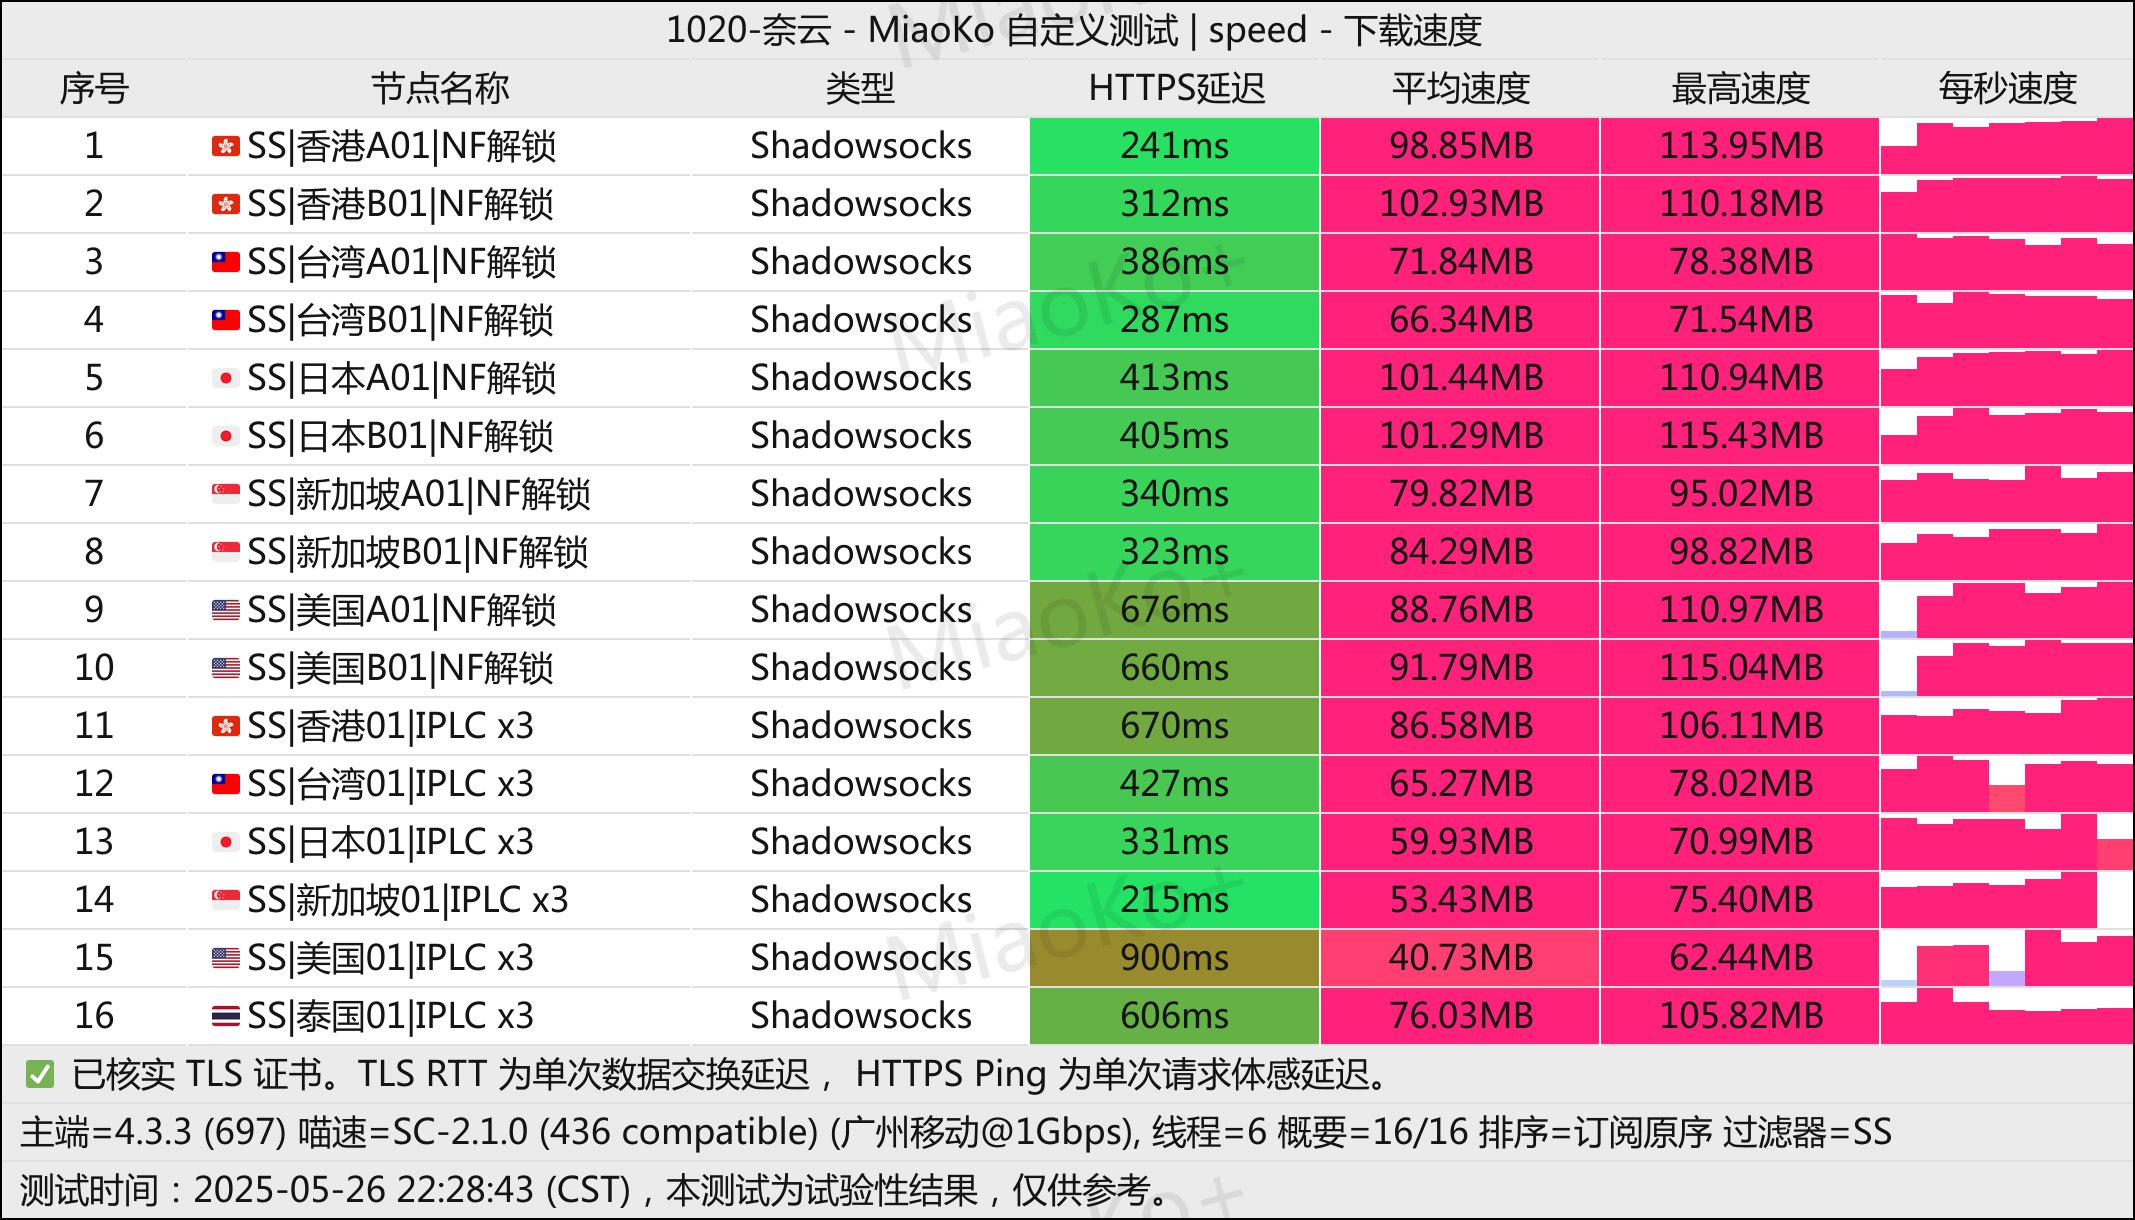 1020-奈云 - MiaoKo 自定义测试 | speed - 下载速度
序号 节点名称 类型 HTTPS延迟 平均速度 最高速度 每秒速度
1 SS|香港A01|NF解锁 Shadowsocks 241ms 98.85MB 113.95MB
2 SS|香港B01|NF解锁 Shadowsocks 312ms 102.93MB 110.18MB
3 SS|台湾A01|NF解锁 Shadowsocks 386ms 71.84MB 78.38MB
4 SS|台湾B01|NF解锁 Shadowsocks 287ms 66.34MB 71.54MB
5 SS|日本A01|NF解锁 Shadowsocks 413ms 101.44MB 110.94MB
6 SS|日本B01|NF解锁 Shadowsocks 405ms 101.29MB 115.43MB
7 SS|新加坡A01|NF解锁 Shadowsocks 340ms 79.82MB 95.02MB
8 SS|新加坡B01|NF解锁 Shadowsocks 323ms 84.29MB 98.82MB
9 SS|美国A01|NF解锁 Shadowsocks 676ms 88.76MB 110.97MB
10 SS|美国B01|NF解锁 Shadowsocks 660ms 91.79MB 115.04MB
11 SS|香港01|IPLC x3 Shadowsocks 670ms 86.58MB 106.11MB
12 SS|台湾01|IPLC x3 Shadowsocks 427ms 65.27MB 78.02MB
13 SS|日本01|IPLC x3 Shadowsocks 331ms 59.93MB 70.99MB
14 SS|新加坡01|IPLC x3 Shadowsocks 215ms 53.43MB 75.40MB
15 SS|美国01|IPLC x3 Shadowsocks 900ms 40.73MB 62.44MB
16 SS|泰国01|IPLC x3 Shadowsocks 606ms 76.03MB 105.82MB
✅ 已核实 TLS 证书。TLS RTT 为单次数据交换延迟， HTTPS Ping 为单次请求体感延迟。
主端=4.3.3 (697) 喵速=SC-2.1.0 (436 compatible) (广州移动@1Gbps), 线程=6 概要=16/16 排序=订阅原序 过滤器=SS
测试时间：2025-05-26 22:28:43 (CST)，本测试为试验性结果，仅供参考。
MiaoKo+
MiaoKo+
MiaoKo+